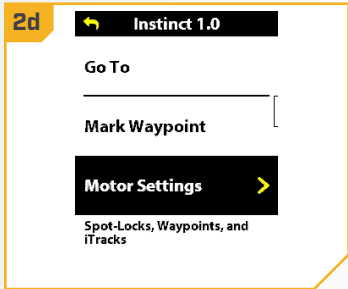 2d
Instinct 1.0
Go To
Mark Waypoint
Motor Settings
Spot-Locks, Waypoints, and
iTracks